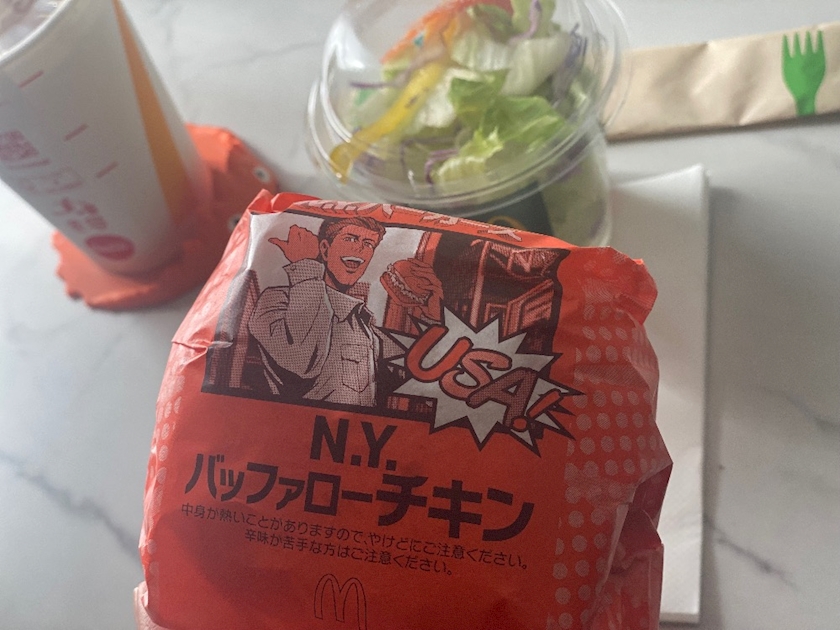 USA!
N.Y.
バッファローチキン
中身が熱いことがありますので、やけどにご注意ください。
辛味が苦手な方はご注意ください。